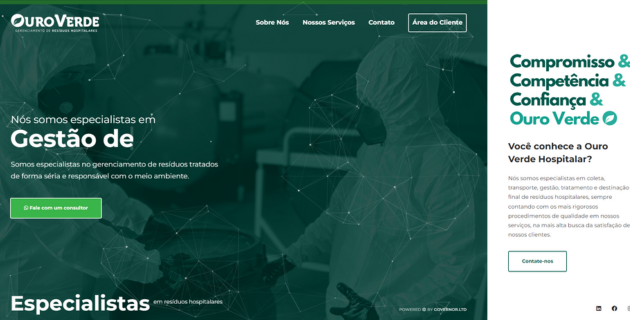 OUROVERDE
GERENCIAMENTO DE RESÍDUOS HOSPITALARES
Sobre Nós
Nossos Serviços
Contato
Área do Cliente
Nós somos especialistas em
Gestão de
Somos especialistas no gerenciamento de resíduos tratados
de forma séria e responsável com o meio ambiente.
Fale com um consultor
Especialistas em resíduos hospitalares
POWERED © BY GOVERNOR.LTD
Compromisso &
Competência &
Confiança &
Ouro Verde
Você conhece a Ouro
Verde Hospitalar?
Nós somos especialistas em coleta,
transporte, gestão, tratamento e destinação
final de resíduos hospitalares, sempre
contando com os mais rigorosos
procedimentos de qualidade em nossos
serviços, na mais alta busca da satisfação de
nossos clientes.
Contate-nos